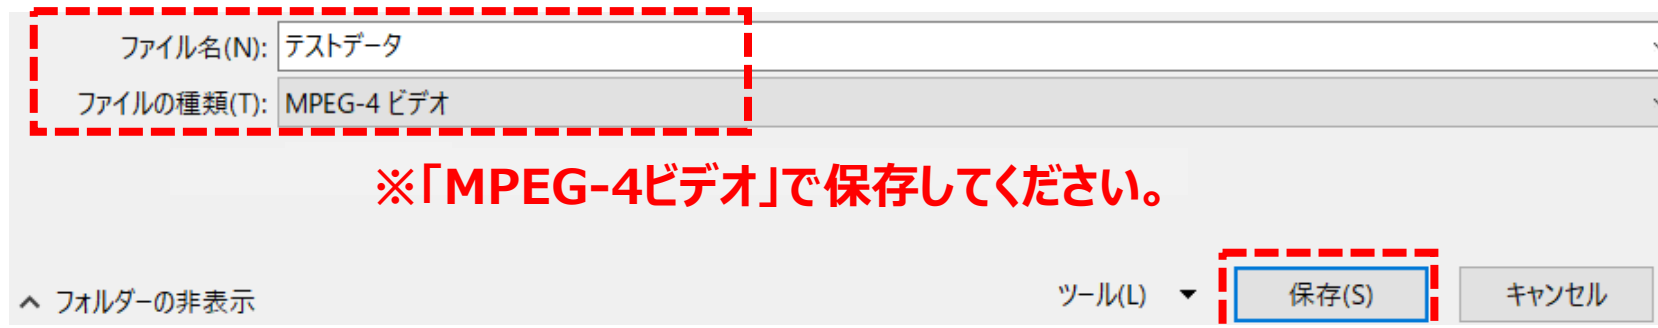 ファイル名(N): テストデータ
ファイルの種類(T): MPEG-4 ビデオ
※「MPEG-4ビデオ」で保存してください。
フォルダーの非表示 ツール(L) 保存(S) キャンセル